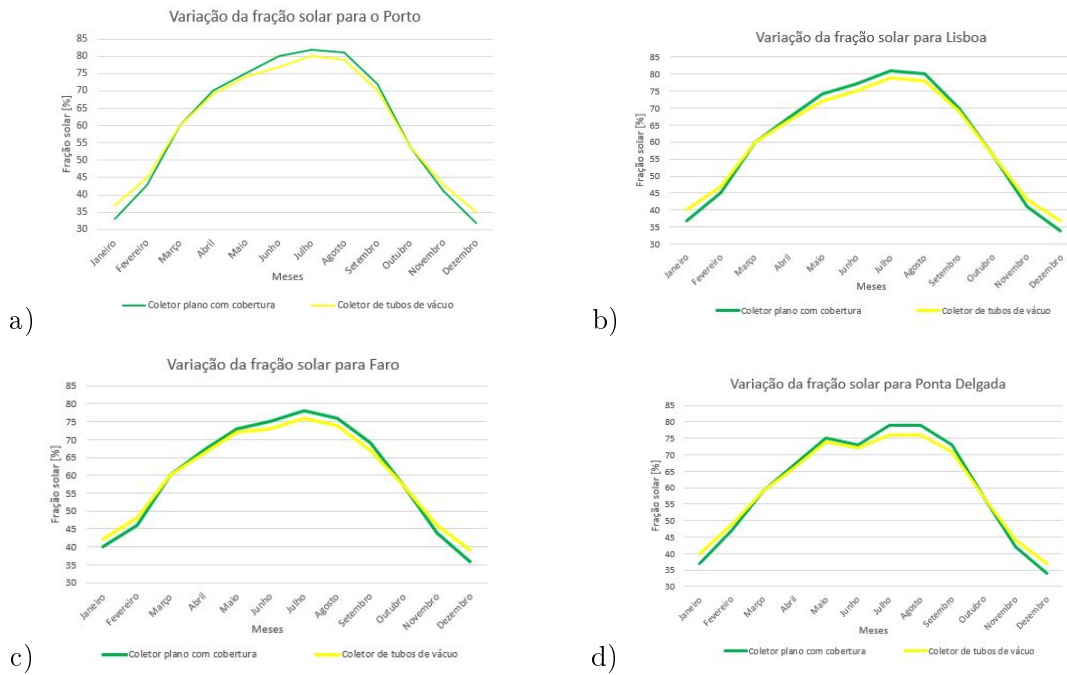 Variação da fração solar para o Porto
85
80
75
70
65
60
55
50
45
40
35
30
Fração solar [%]
Janeiro
Fevereiro
Março
Abril
Maio
Junho
Julho
Agosto
Setembro
Outubro
Novembro
Dezembro
Meses
Coletor plano com cobertura
Coletor de tubos de vácuo
a)
Variação da fração solar para Lisboa
85
80
75
70
65
60
55
50
45
40
35
30
Fração solar [%]
Janeiro
Fevereiro
Março
Abril
Maio
Junho
Julho
Agosto
Setembro
Outubro
Novembro
Dezembro
Meses
Coletor plano com cobertura
Coletor de tubos de vácuo
b)
Variação da fração solar para Faro
85
80
75
70
65
60
55
50
45
40
35
30
Fração solar [%]
Janeiro
Fevereiro
Março
Abril
Maio
Junho
Julho
Agosto
Setembro
Outubro
Novembro
Dezembro
Meses
Coletor plano com cobertura
Coletor de tubos de vácuo
c)
Variação da fração solar para Ponta Delgada
85
80
75
70
65
60
55
50
45
40
35
30
Fração solar [%]
Janeiro
Fevereiro
Março
Abril
Maio
Junho
Julho
Agosto
Setembro
Outubro
Novembro
Dezembro
Meses
Coletor plano com cobertura
Coletor de tubos de vácuo
d)